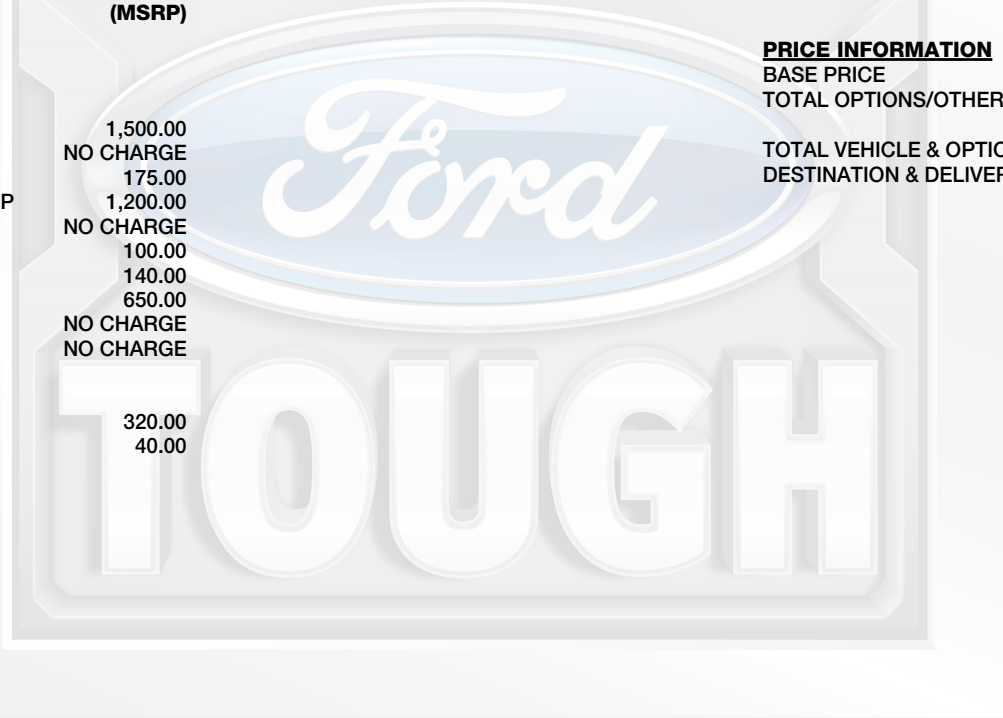 (MSRP)
1,500.00
NO CHARGE
175.00
P 1,200.00
NO CHARGE
100.00
140.00
650.00
NO CHARGE
NO CHARGE
320.00
40.00
PRICE INFORMATION
BASE PRICE
TOTAL OPTIONS/OTHER
TOTAL VEHICLE & OPTIO
DESTINATION & DELIVER
Ford
TOUGH